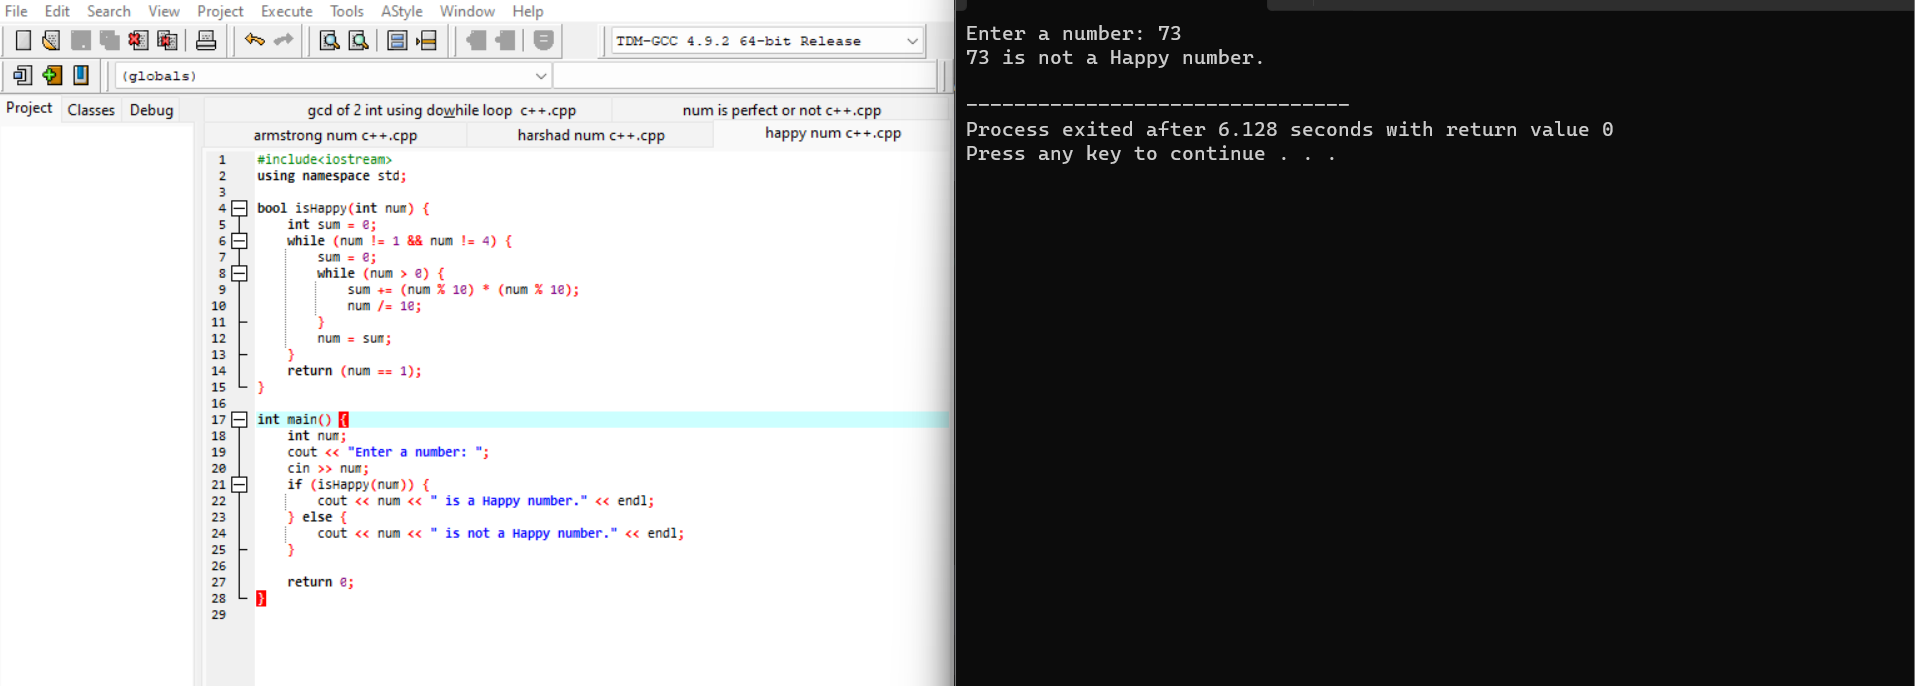 File Edit Search View Project Execute Tools AStyle Window Help
TDM-GCC 4.9.2 64-bit Release
(globals)
Project Classes Debug
gcd of 2 int using dowhile loop c++.cpp num is perfect or not c++.cpp
armstrong num c++.cpp harshad num c++.cpp happy num c++.cpp
1 #include<iostream>
2 using namespace std;
3
4 bool isHappy(int num) {
5 int sum = 0;
6 while (num != 1 && num != 4) {
7 sum = 0;
8 while (num > 0) {
9 sum += (num % 10) * (num % 10);
10 num /= 10;
11 }
12 num = sum;
13 }
14 return (num == 1);
15 }
16
17 int main() {
18 int num;
19 cout << "Enter a number: ";
20 cin >> num;
21 if (isHappy(num)) {
22 cout << num << " is a Happy number." << endl;
23 } else {
24 cout << num << " is not a Happy number." << endl;
25 }
26
27 return 0;
28 }
29
Enter a number: 73
73 is not a Happy number.
--------------------------------
Process exited after 6.128 seconds with return value 0
Press any key to continue . . .